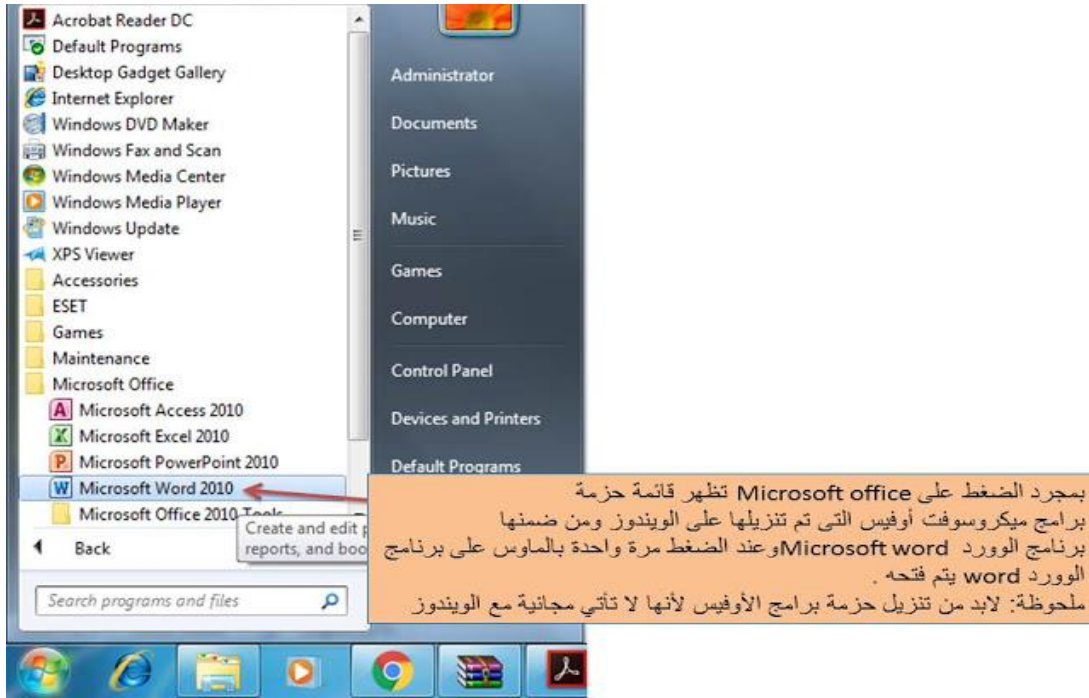 Acrobat Reader DC
Default Programs
Desktop Gadget Gallery
Internet Explorer
Windows DVD Maker
Windows Fax and Scan
Windows Media Center
Windows Media Player
Windows Update
XPS Viewer
Accessories
ESET
Games
Maintenance
Microsoft Office
Microsoft Access 2010
Microsoft Excel 2010
Microsoft PowerPoint 2010
Microsoft Word 2010
Microsoft Office 2010 Tools
Create and edit
reports, and
Back
Search programs and files
Administrator
Documents
Pictures
Music
Games
Computer
Control Panel
Devices and Printers
Default Programs
بمجرد الضغط على Microsoft office تظهر قائمة حزمة
برامج ميكروسوفت أوفيس التى تم تنزيلها على الويندوز ومن ضمنها
برنامج الوورد Microsoft word وعند الضغط مرة واحدة بالماوس على برنامج
الوورد word يتم فتحه .
ملحوظة: لابد من تنزيل حزمة برامج الأوفيس لأنها لا تأتي مجانية مع الويندوز